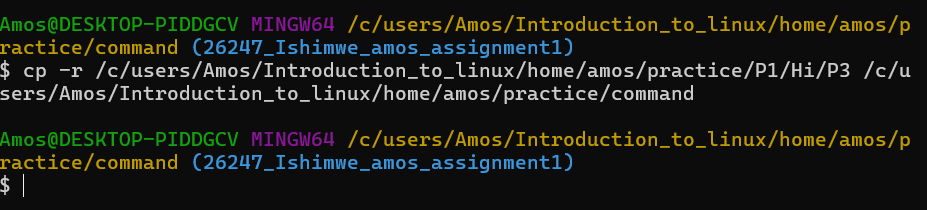 Amos@DESKTOP-PIDDGCV MINGW64 /c/users/Amos/Introduction_to_linux/home/amos/p
ractice/command (26247_Ishimwe_amos_assignment1)
$ cp -r /c/users/Amos/Introduction_to_linux/home/amos/practice/P1/Hi/P3 /c/u
sers/Amos/Introduction_to_linux/home/amos/practice/command
Amos@DESKTOP-PIDDGCV MINGW64 /c/users/Amos/Introduction_to_linux/home/amos/p
ractice/command (26247_Ishimwe_amos_assignment1)
$